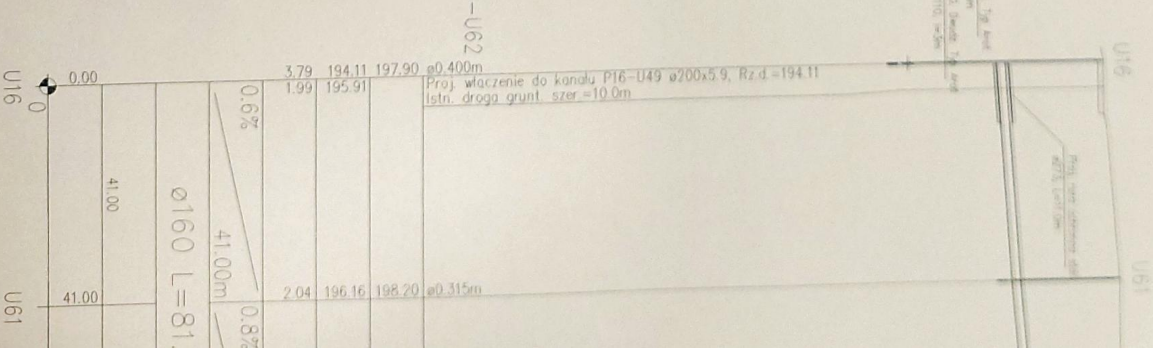 -U62
U16
0
0.00
3.79 194.11 197.90 ø0.400m
1.99 195.91
Proj. włączenie do kanału P16-U49 ø200x5.9, Rz.d.=194.11
Istn. droga grunt. szer.=10.0m
0.6%
41.00
ø160 L=81.
41.00m
U61
41.00
2.04 196.16 198.20 ø0.315m
0.8%
U16
U61